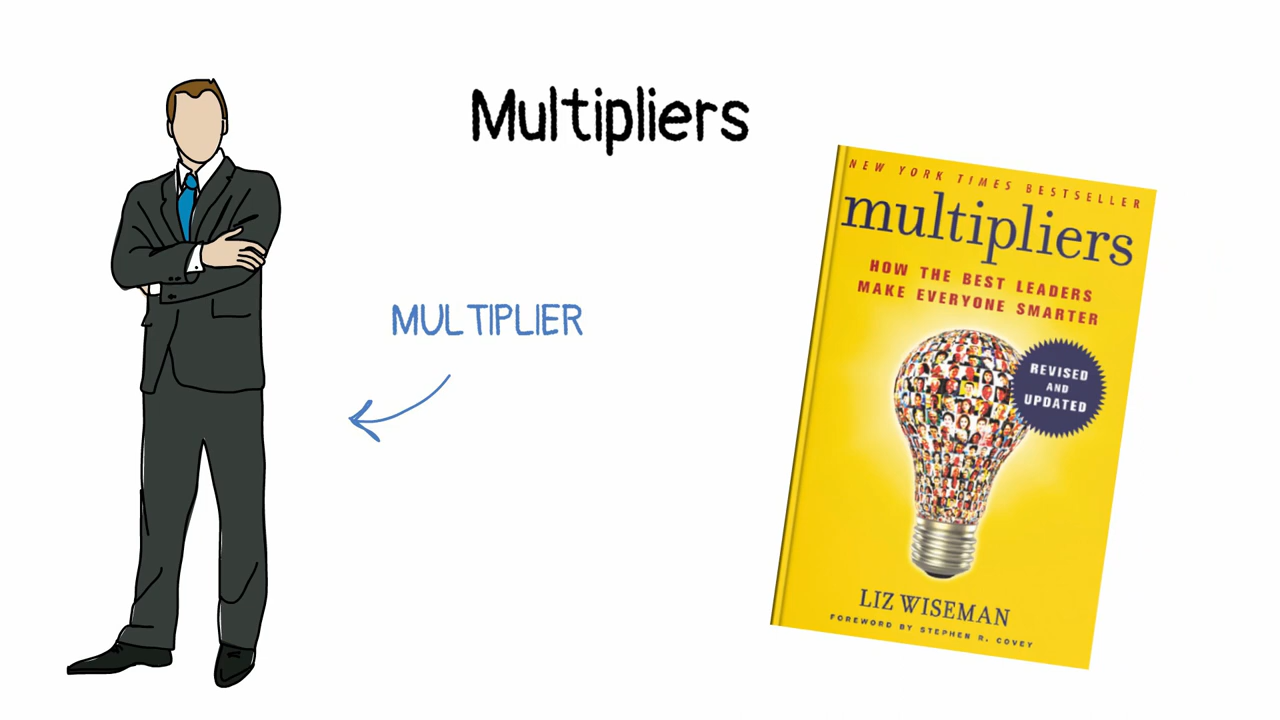 Multipliers
MULTIPLIER
NEW YORK TIMES BESTSELLER
multipliers
HOW THE BEST LEADERS
MAKE EVERYONE SMARTER
REVISED
AND
UPDATED
LIZ WISEMAN
FOREWORD BY STEPHEN R. COVEY